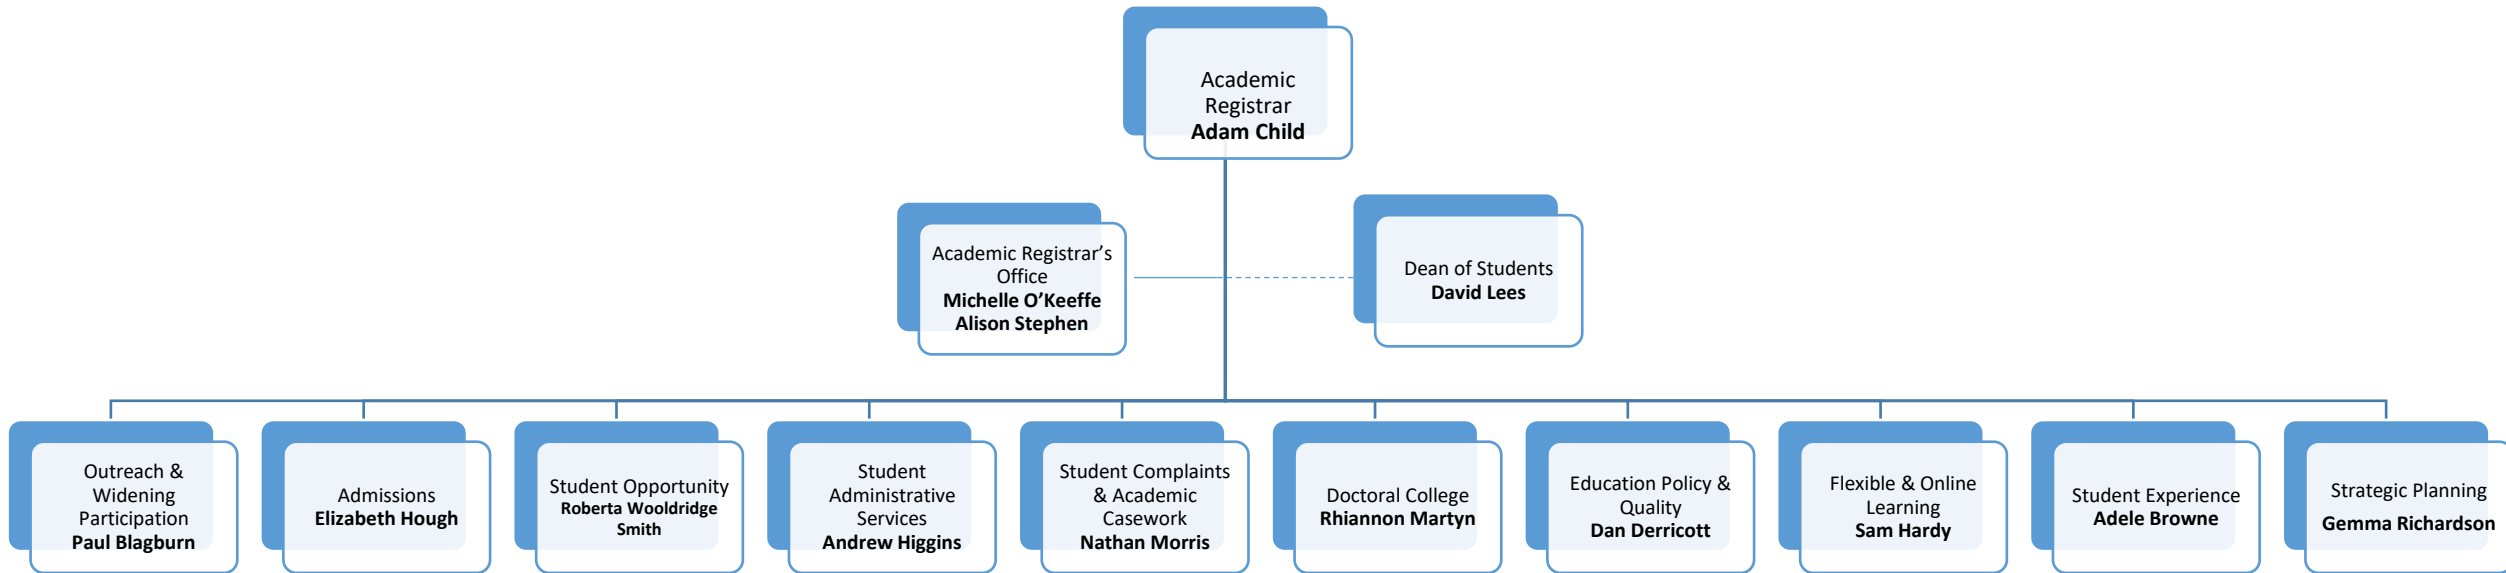 Academic
Registrar
Adam Child
Academic Registrar’s
Office
Michelle O’Keeffe
Alison Stephen
Dean of Students
David Lees
Outreach &
Widening
Participation
Paul Blagburn
Admissions
Elizabeth Hough
Student Opportunity
Roberta Wooldridge
Smith
Student
Administrative
Services
Andrew Higgins
Student Complaints
& Academic
Casework
Nathan Morris
Doctoral College
Rhiannon Martyn
Education Policy &
Quality
Dan Derricott
Flexible & Online
Learning
Sam Hardy
Student Experience
Adele Browne
Strategic Planning
Gemma Richardson